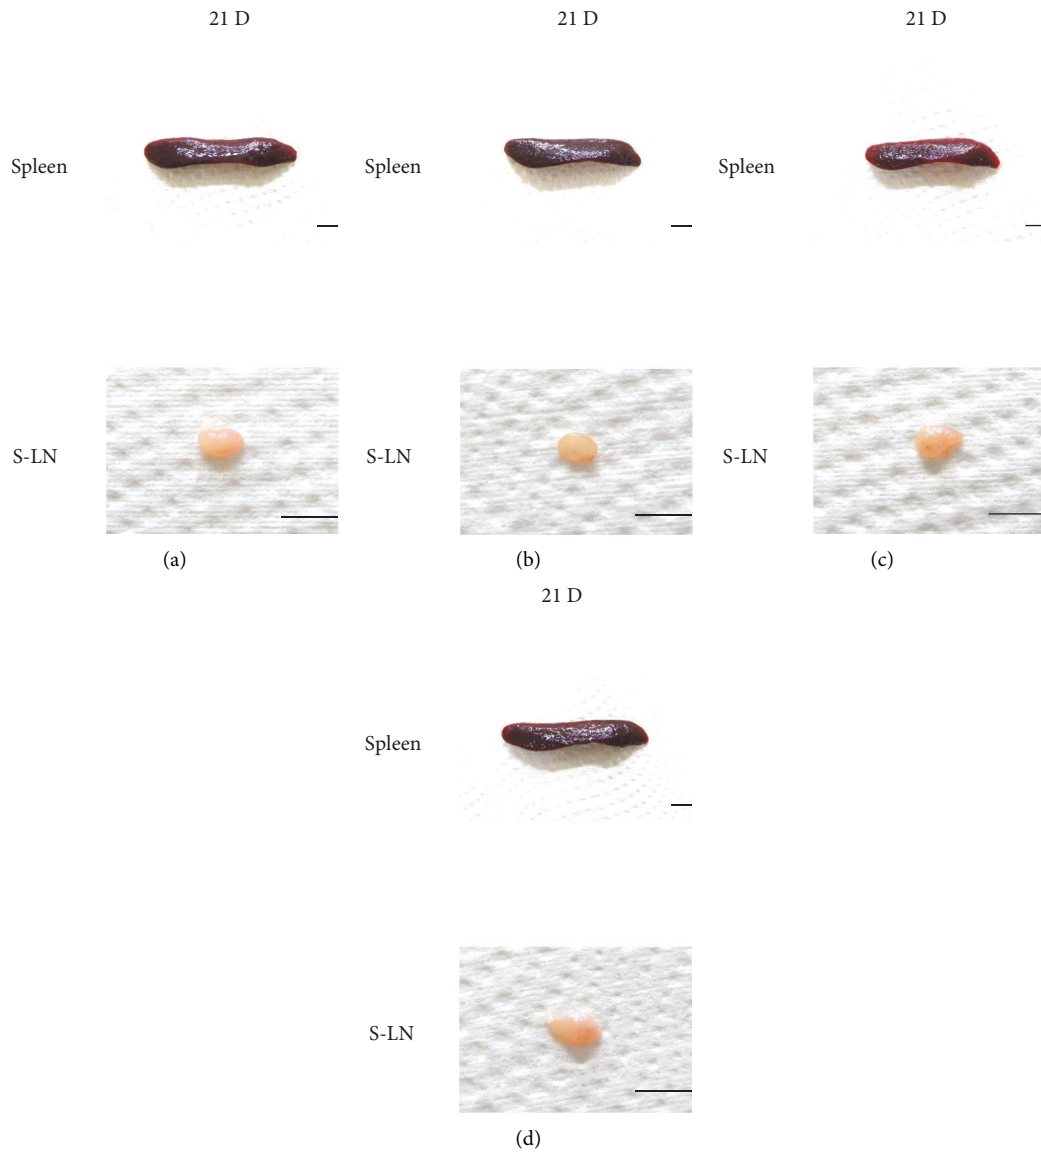 21 D 21 D 21 D
Spleen Spleen Spleen
S-LN S-LN S-LN
(a) (b) (c)
21 D
Spleen
S-LN
(d)